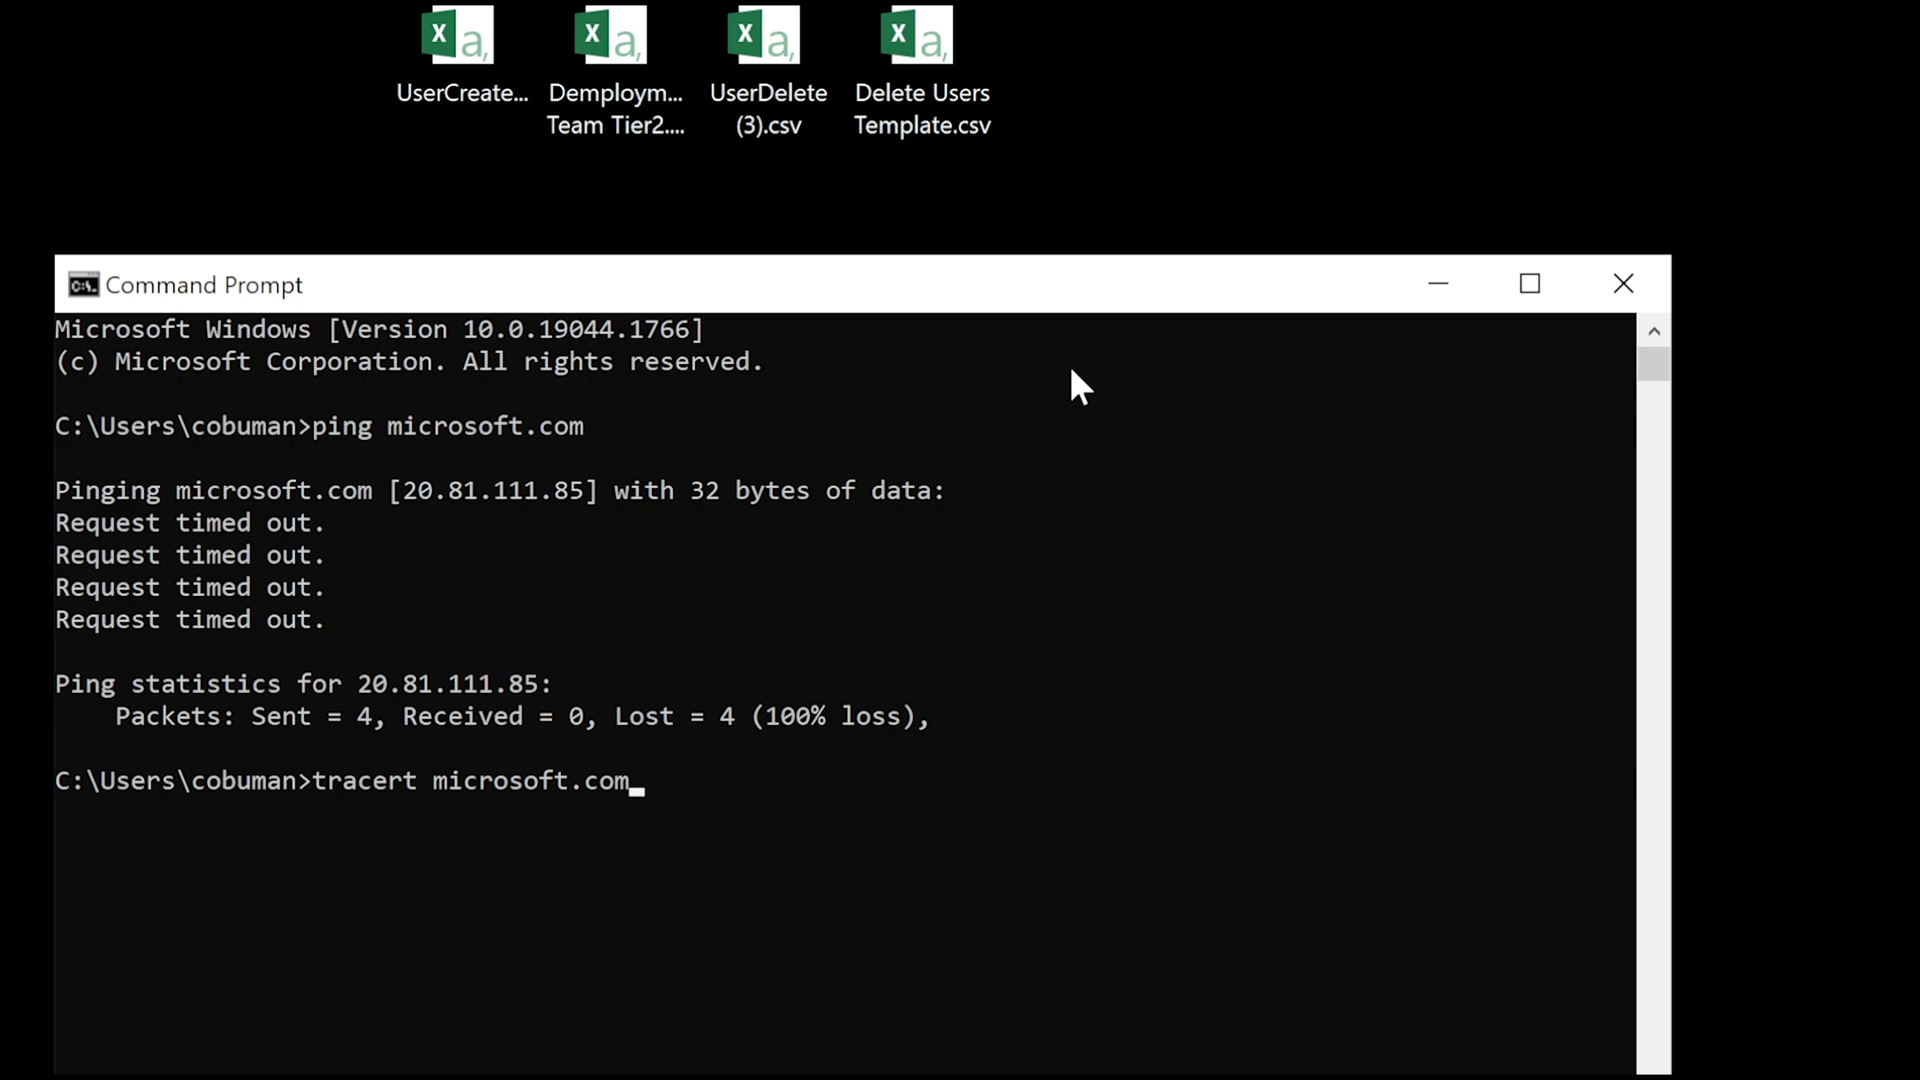 UserCreate...
Demploym...
Team Tier2....
UserDelete
(3).csv
Delete Users
Template.csv
Command Prompt
Microsoft Windows [Version 10.0.19044.1766]
(c) Microsoft Corporation. All rights reserved.
C:\Users\cobuman>ping microsoft.com
Pinging microsoft.com [20.81.111.85] with 32 bytes of data:
Request timed out.
Request timed out.
Request timed out.
Request timed out.
Ping statistics for 20.81.111.85:
Packets: Sent = 4, Received = 0, Lost = 4 (100% loss),
C:\Users\cobuman>tracert microsoft.com